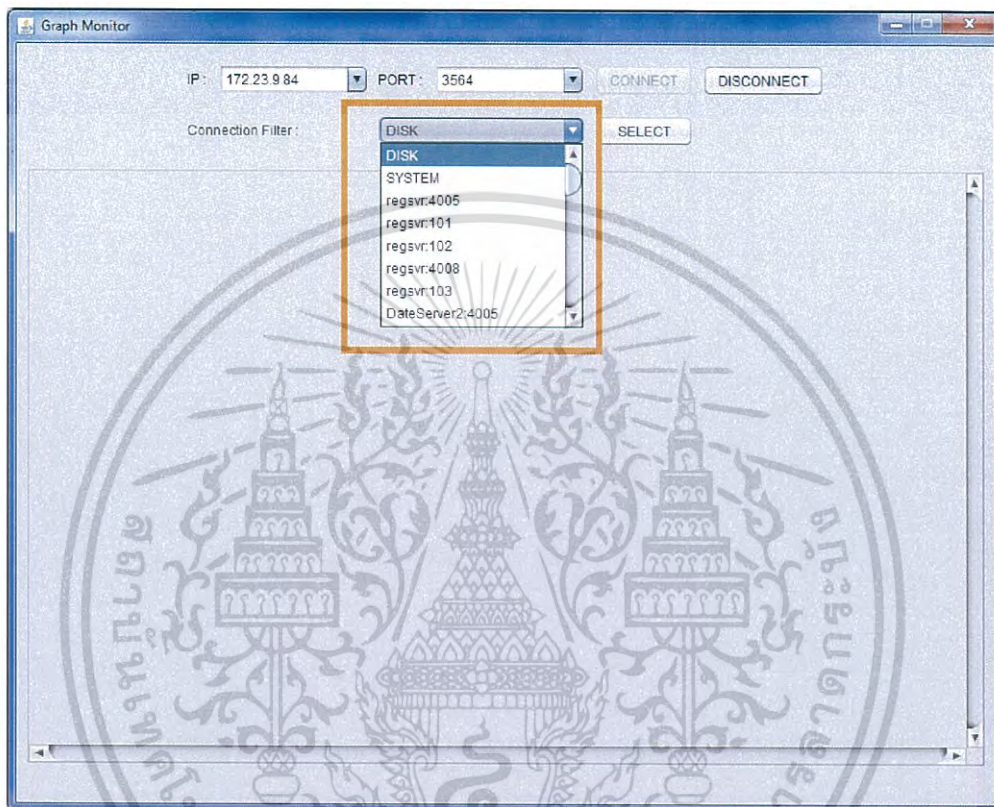 Graph Monitor
IP : 172.23.9.84 PORT : 3564 CONNECT DISCONNECT
Connection Filter : DISK SELECT
DISK
SYSTEM
regsvr:4005
regsvr:101
regsvr:102
regsvr:4008
regsvr:103
DateServer2:4005